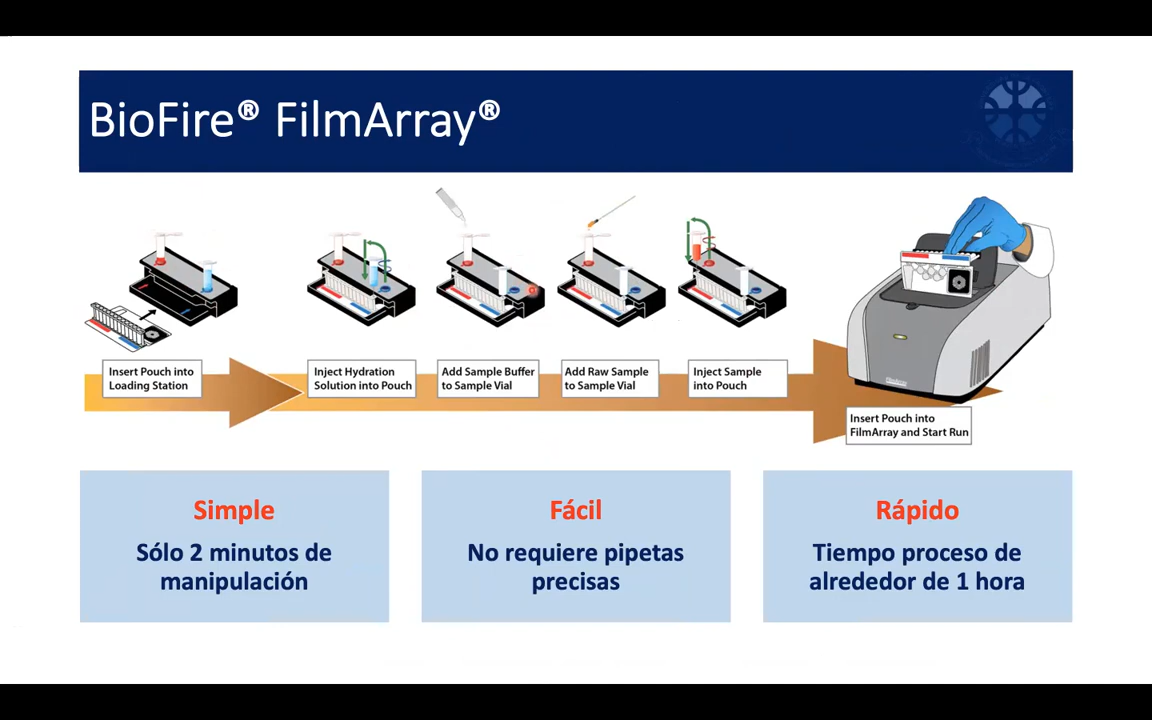 BioFire® FilmArray®
Insert Pouch into
Loading Station
Inject Hydration
Solution into Pouch
Add Sample Buffer
to Sample Vial
Add Raw Sample
to Sample Vial
Inject Sample
into Pouch
Insert Pouch into
FilmArray and Start Run
Simple
Sólo 2 minutos de
manipulación
Fácil
No requiere pipetas
precisas
Rápido
Tiempo proceso de
alrededor de 1 hora